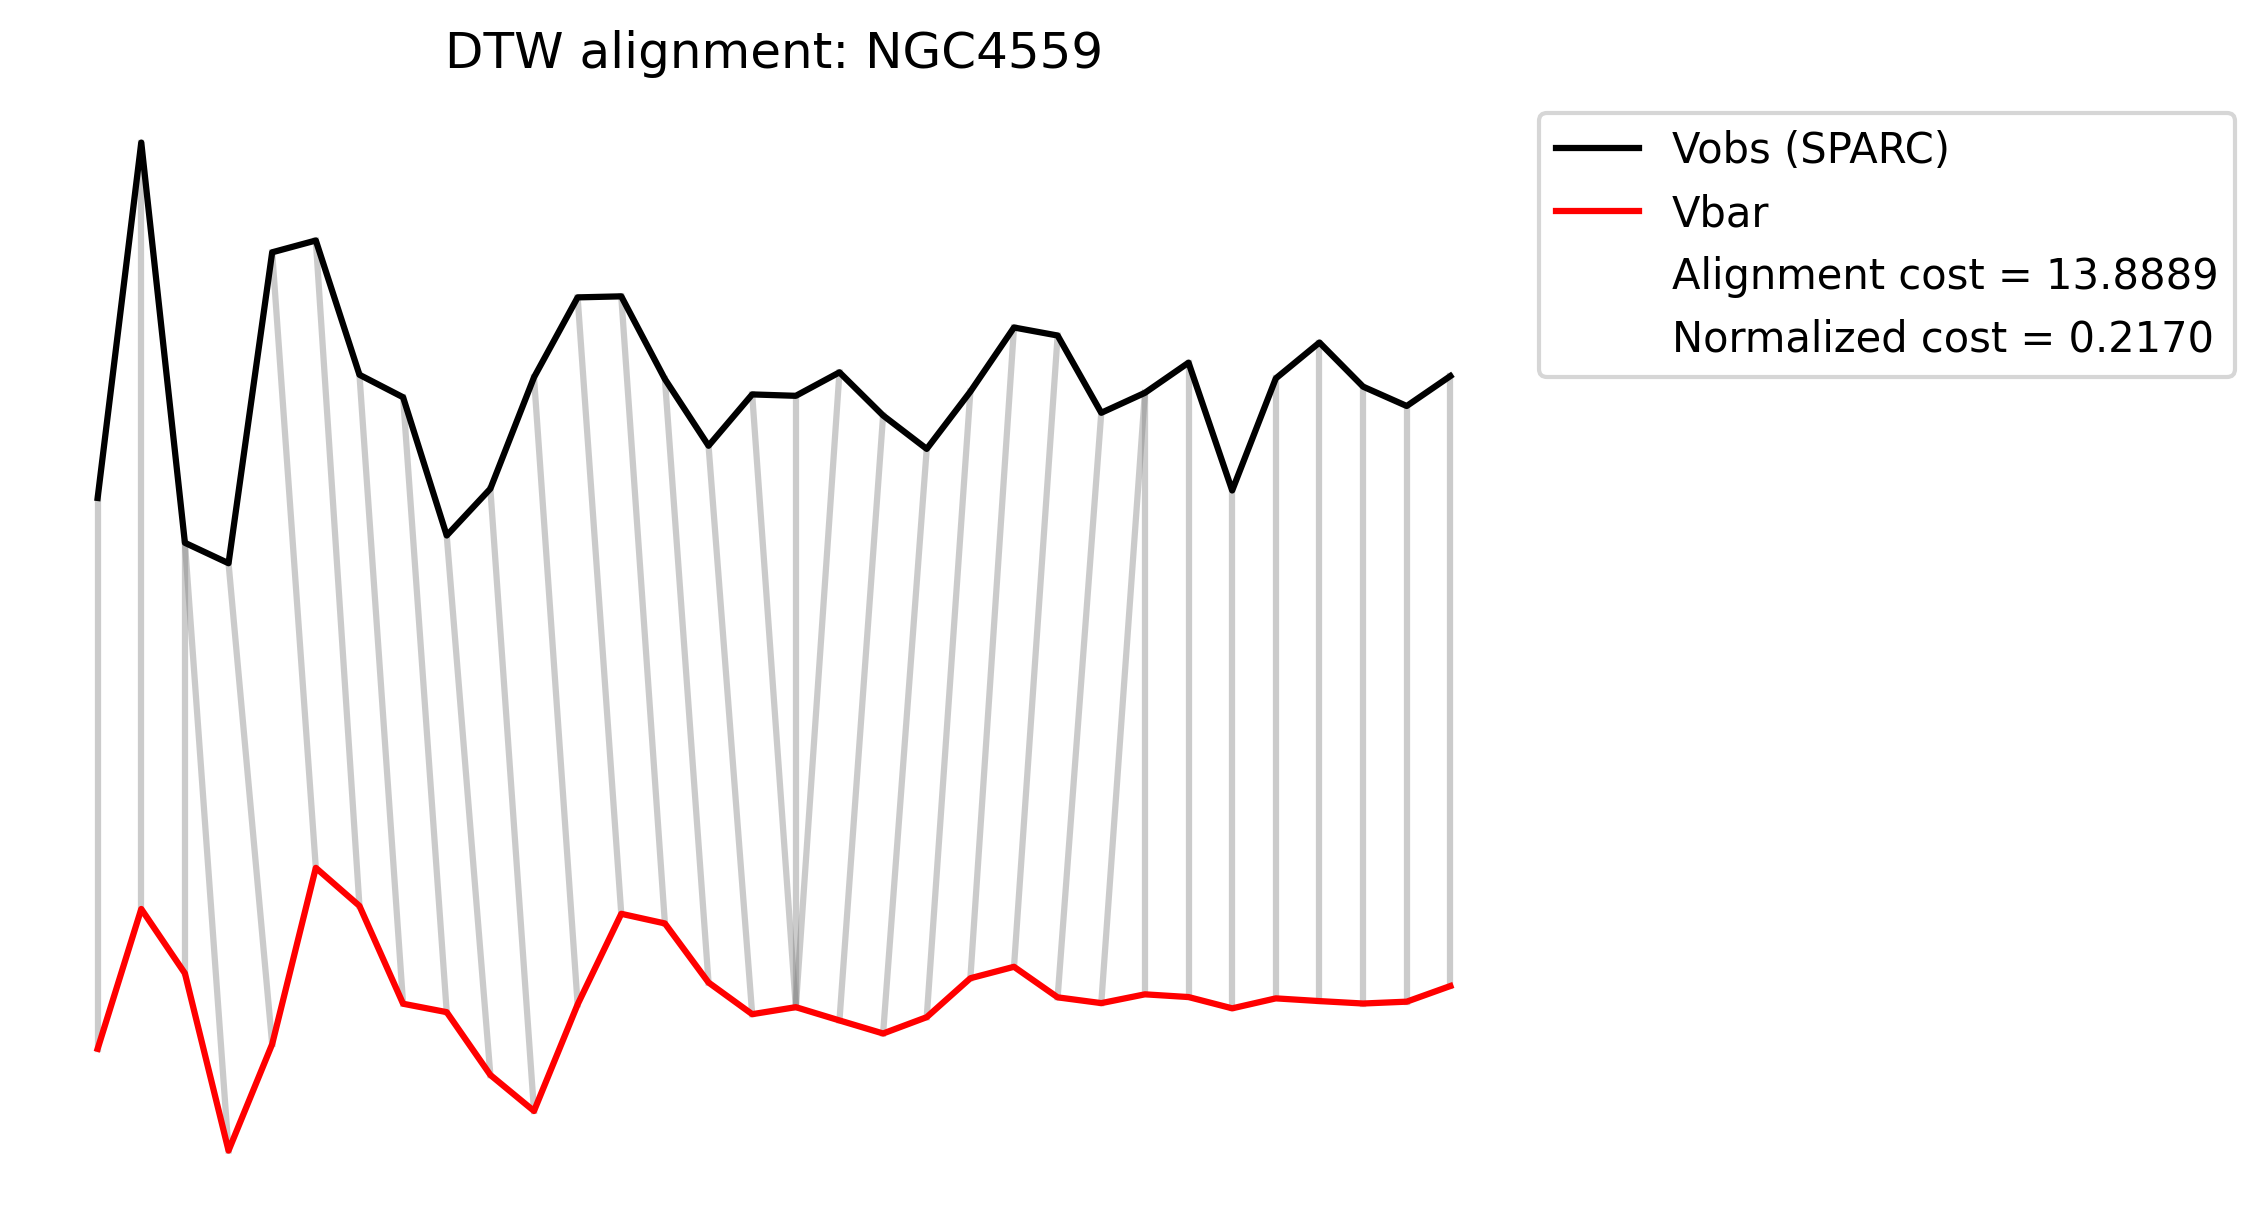 DTW alignment: NGC4559
Vobs (SPARC)
Vbar
Alignment cost = 13.8889
Normalized cost = 0.2170